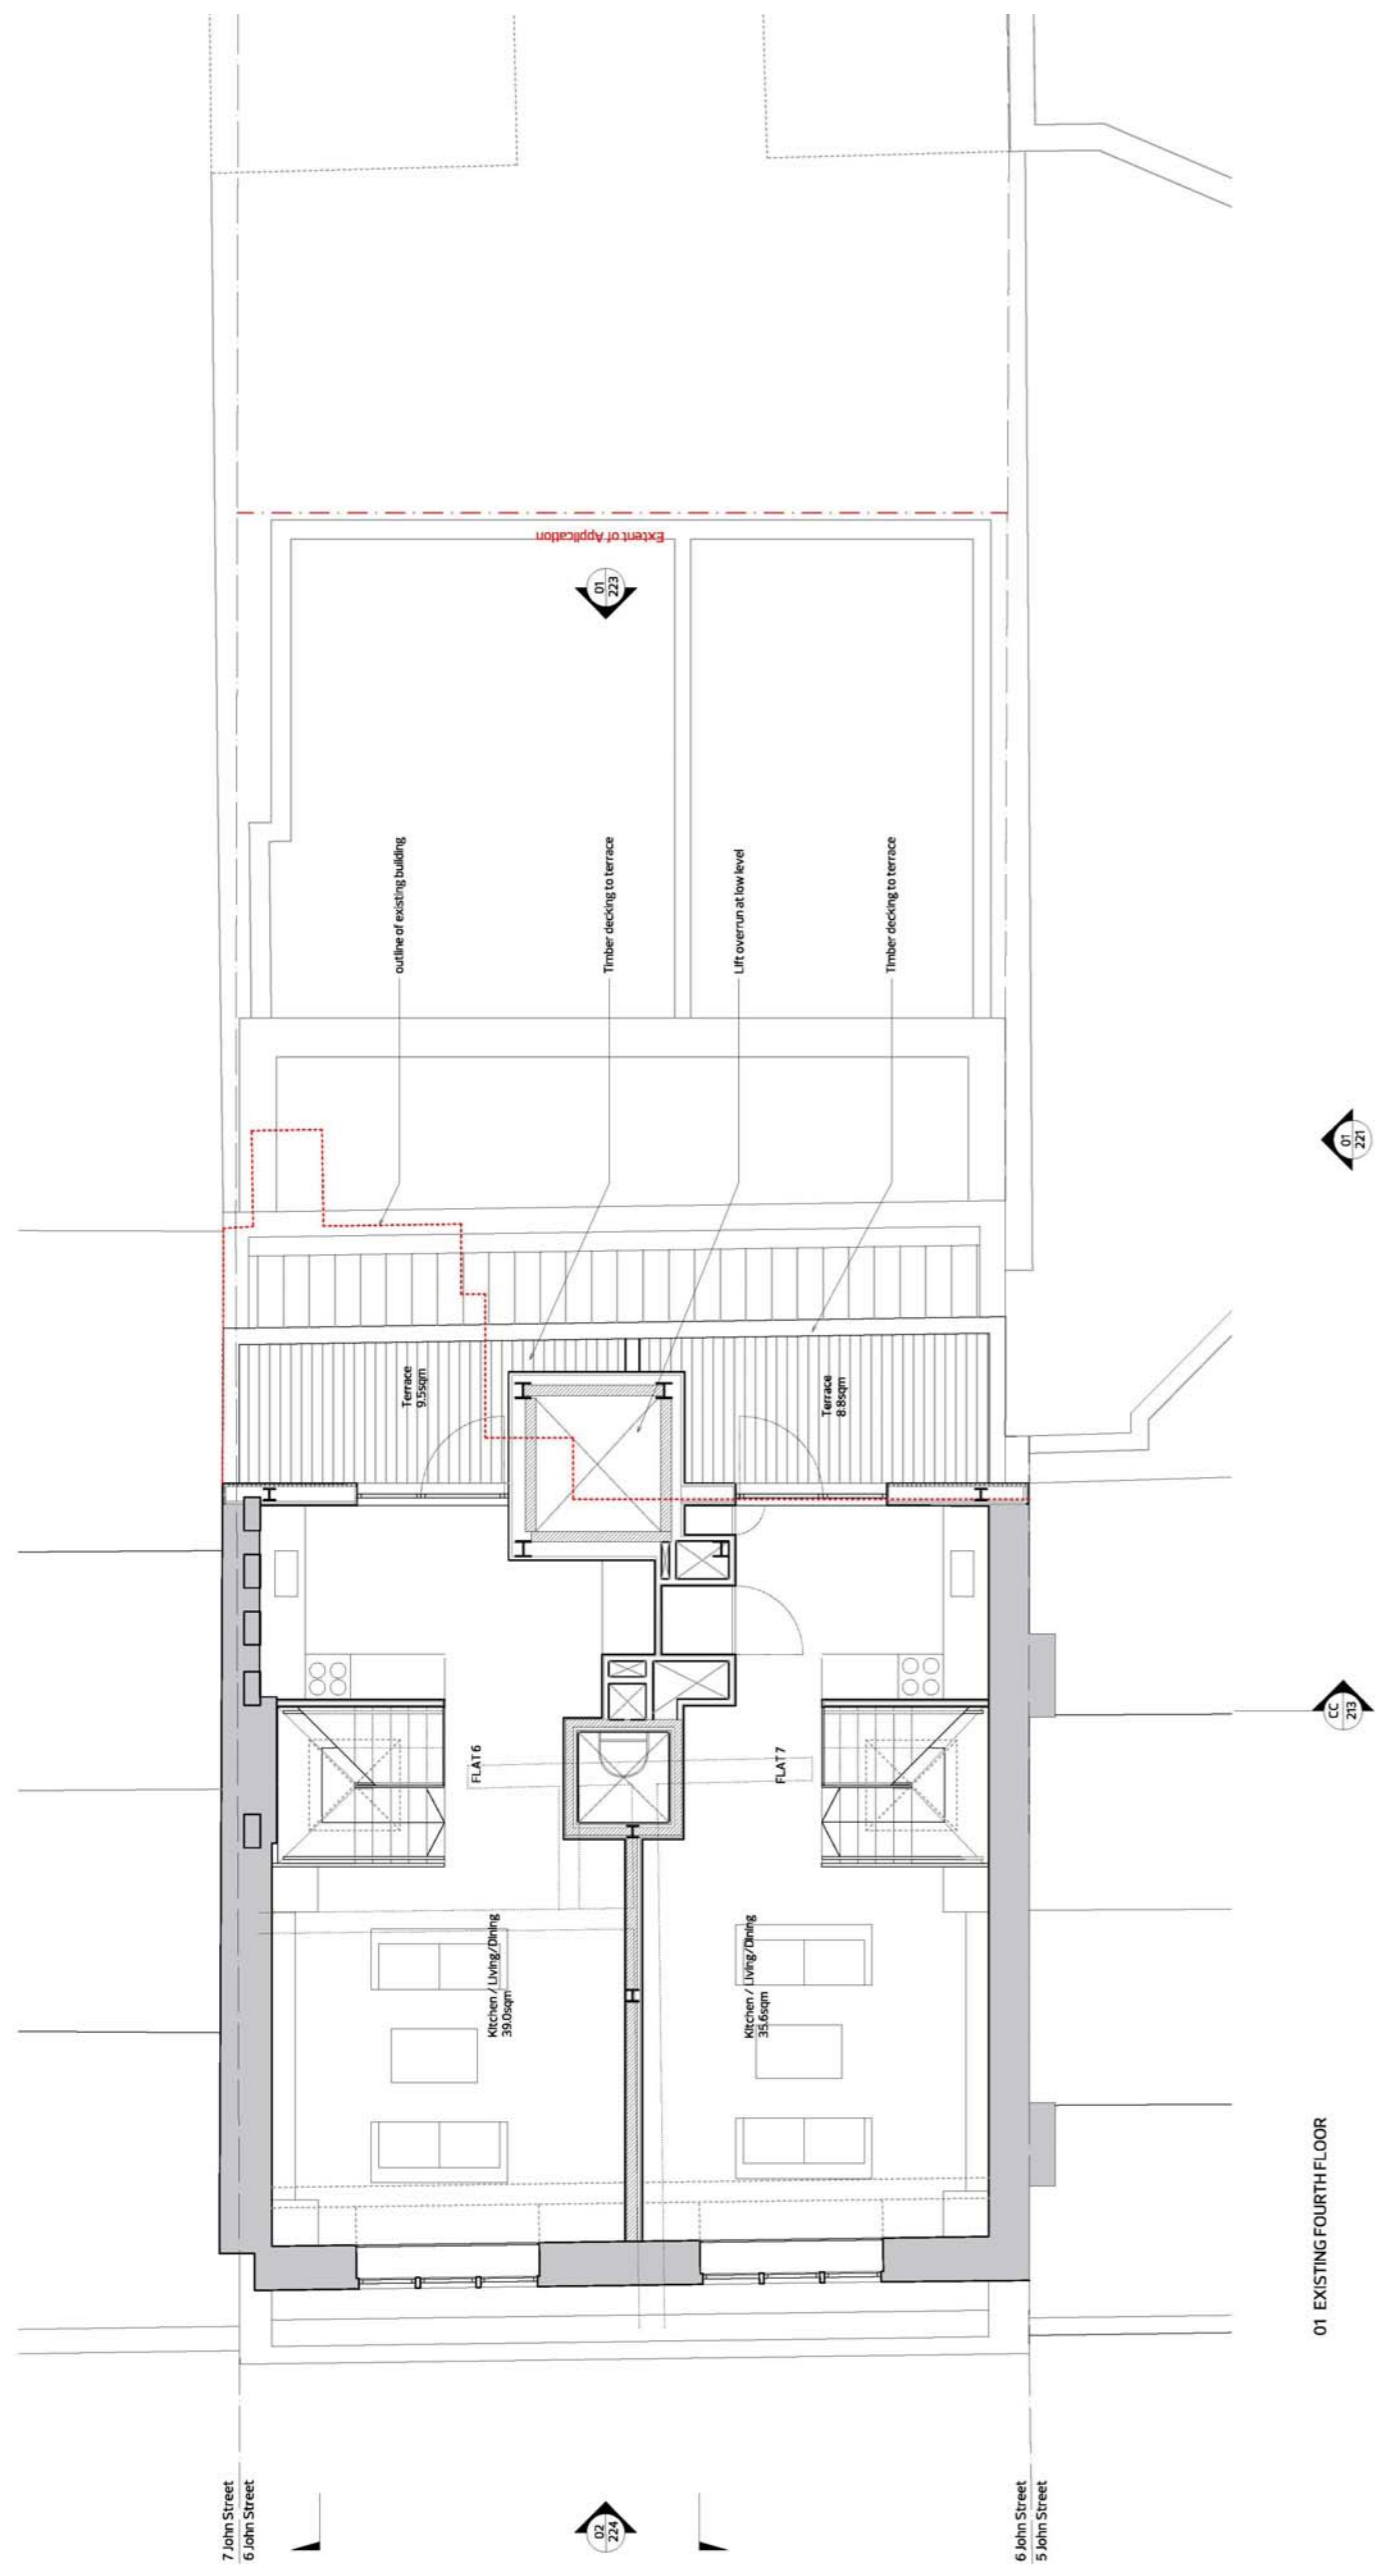 Extent of Application
01
223
outline of existing building
Timber decking to terrace
Lift overrun at low level
Timber decking to terrace
01
221
Terrace
9.5sqm
Terrace
8.8sqm
CC
213
FLAT 6
FLAT 7
Kitchen / Living/Dining
39.0sqm
Kitchen / Living/Dining
35.6sqm
01 EXISTING FOURTH FLOOR
7 John Street
6 John Street
02
224
6 John Street
5 John Street